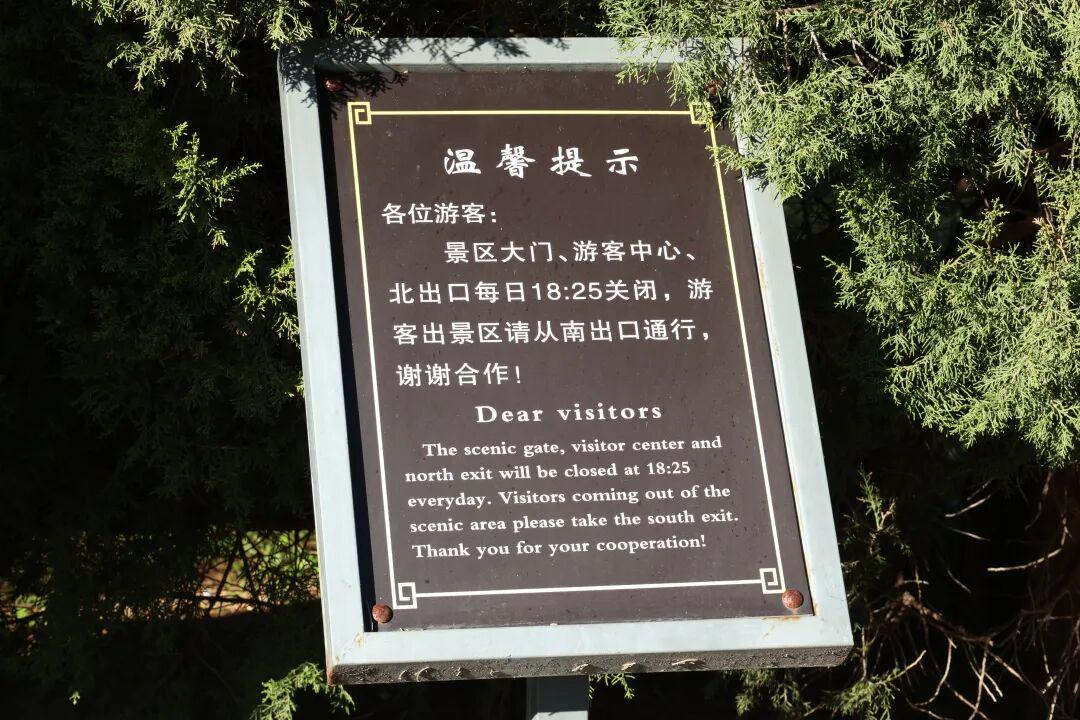 温馨提示
各位游客：
景区大门、游客中心、
北出口每日18:25关闭，游
客出景区请从南出口通行，
谢谢合作！
Dear visitors
The scenic gate, visitor center and
north exit will be closed at 18:25
everyday. Visitors coming out of the
scenic area please take the south exit.
Thank you for your cooperation!